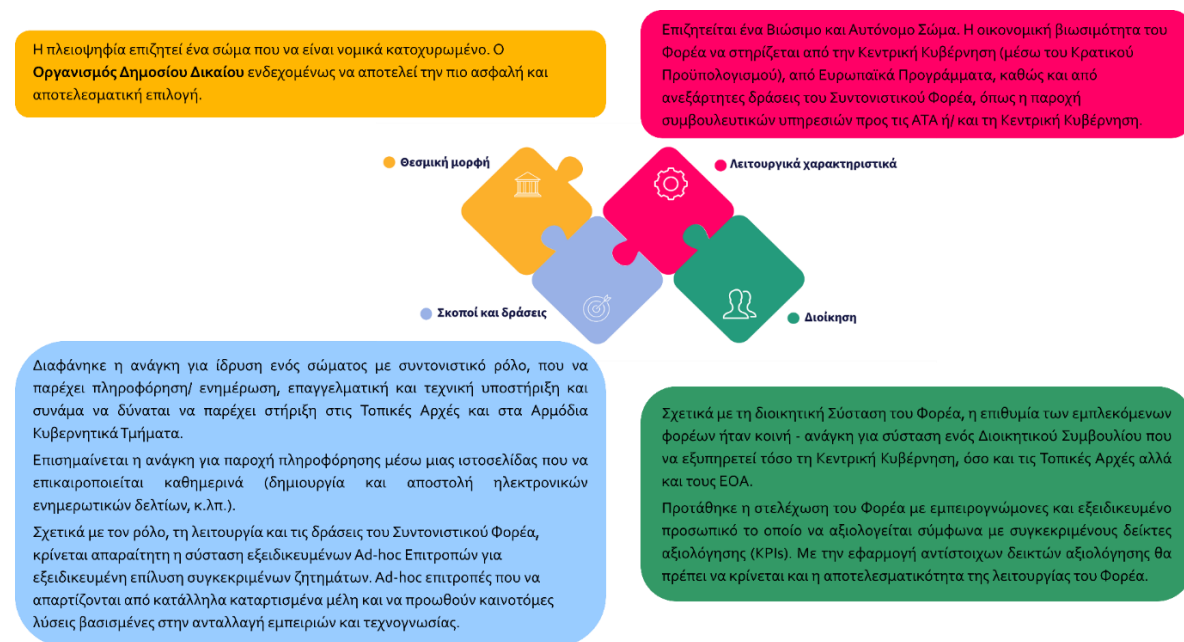 Η πλειοψηφία επιζητεί ένα σώμα που να είναι νομικά κατοχυρωμένο. Ο
Οργανισμός Δημοσίου Δικαίου ενδεχομένως να αποτελεί την πιο ασφαλή και
αποτελεσματική επιλογή.
Επιζητείται ένα Βιώσιμο και Αυτόνομο Σώμα. Η οικονομική βιωσιμότητα του
Φορέα να στηρίζεται από την Κεντρική Κυβέρνηση (μέσω του Κρατικού
Προϋπολογισμού), από Ευρωπαϊκά Προγράμματα, καθώς και από
ανεξάρτητες δράσεις του Συντονιστικού Φορέα, όπως η παροχή
συμβουλευτικών υπηρεσιών προς τις ΑΤΑ ή/ και τη Κεντρική Κυβέρνηση.
Θεσμική μορφή
Λειτουργικά χαρακτηριστικά
Σκοποί και δράσεις
Διοίκηση
Διαφάνηκε η ανάγκη για ίδρυση ενός σώματος με συντονιστικό ρόλο, που να
παρέχει πληροφόρηση/ ενημέρωση, επαγγελματική και τεχνική υποστήριξη και
συνάμα να δύναται να παρέχει στήριξη στις Τοπικές Αρχές και στα Αρμόδια
Κυβερνητικά Τμήματα.
Επισημαίνεται η ανάγκη για παροχή πληροφόρησης μέσω μιας ιστοσελίδας που να
επικαιροποιείται καθημερινά (δημιουργία και αποστολή ηλεκτρονικών
ενημερωτικών δελτίων, κ.λπ.).
Σχετικά με τον ρόλο, τη λειτουργία και τις δράσεις του Συντονιστικού Φορέα,
κρίνεται απαραίτητη η σύσταση εξειδικευμένων Ad-hoc Επιτροπών για
εξειδικευμένη επίλυση συγκεκριμένων ζητημάτων. Ad-hoc επιτροπές που να
απαρτίζονται από κατάλληλα καταρτισμένα μέλη και να προωθούν καινοτόμες
λύσεις βασισμένες στην ανταλλαγή εμπειριών και τεχνογνωσίας.
Σχετικά με τη διοικητική Σύσταση του Φορέα, η επιθυμία των εμπλεκόμενων
φορέων ήταν κοινή - ανάγκη για σύσταση ενός Διοικητικού Συμβουλίου που
να εξυπηρετεί τόσο τη Κεντρική Κυβέρνηση, όσο και τις Τοπικές Αρχές αλλά
και τους ΕΟΑ.
Προτάθηκε η στελέχωση του Φορέα με εμπειρογνώμονες και εξειδικευμένο
προσωπικό το οποίο να αξιολογείται σύμφωνα με συγκεκριμένους δείκτες
αξιολόγησης (KPIs). Με την εφαρμογή αντίστοιχων δεικτών αξιολόγησης θα
πρέπει να κρίνεται και η αποτελεσματικότητα της λειτουργίας του Φορέα.